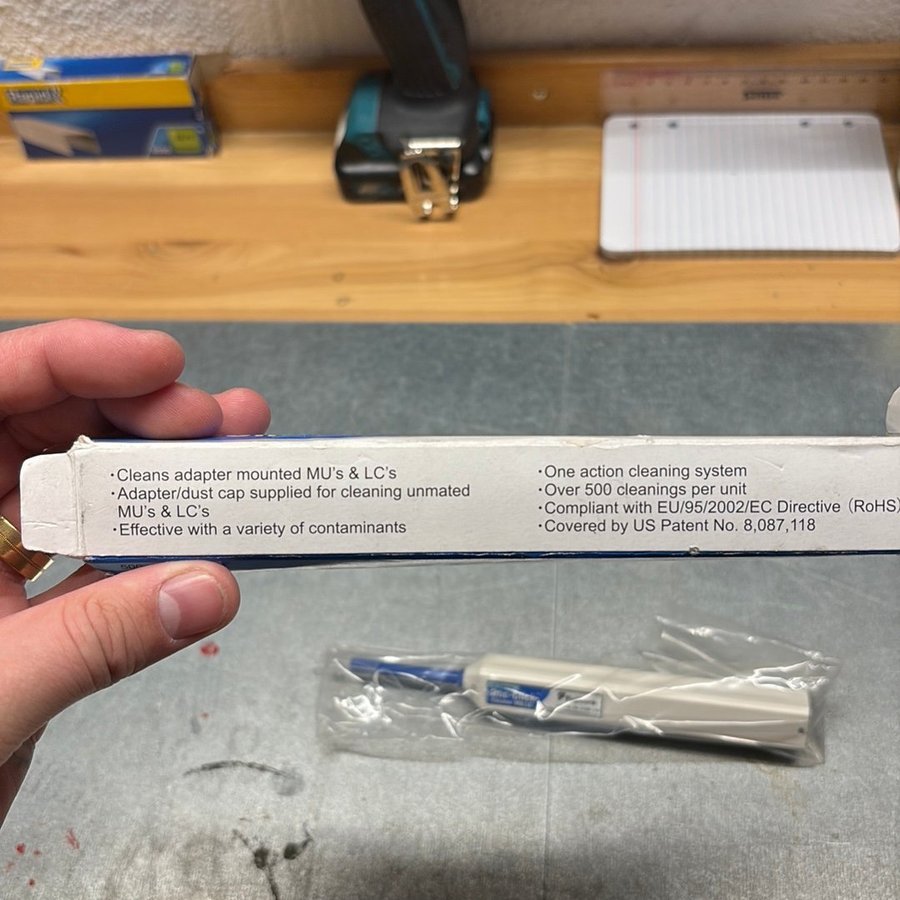 ·Cleans adapter mounted MU's & LC's
·Adapter/dust cap supplied for cleaning unmated
MU's & LC's
·Effective with a variety of contaminants
·One action cleaning system
·Over 500 cleanings per unit
·Compliant with EU/95/2002/EC Directive (RoHS)
·Covered by US Patent No. 8,087,118
One-Click